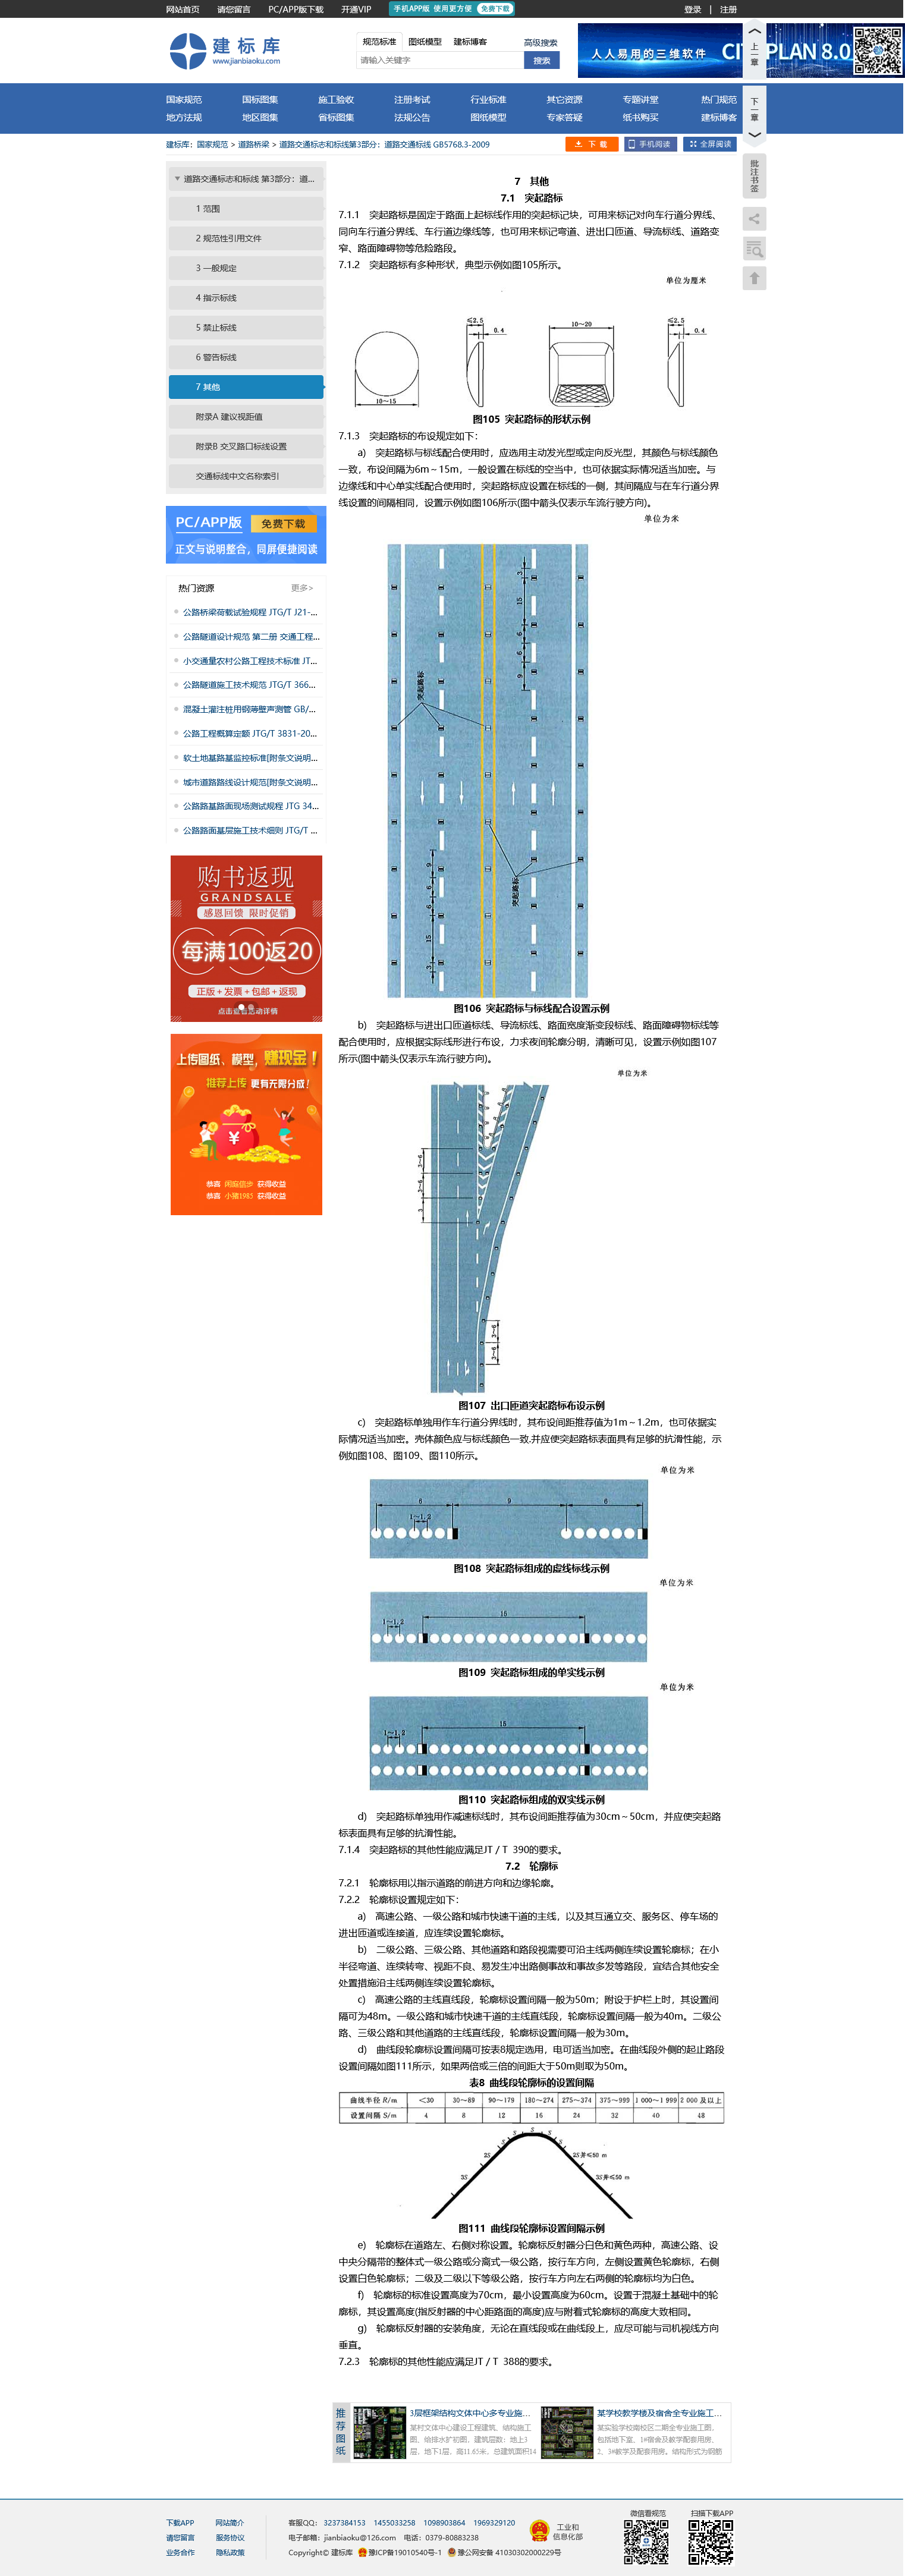 网站首页 请您留言 PC/APP版下载 开通VIP 手机APP版 使用更方便 免费下载 登录 | 注册
建标库
www.jianbiaoku.com
规范标准 图纸模型 建标博客 高级搜索
请输入关键字 搜索
人人易用的三维软件 CITYPLAN 8.0
上一章
下一章
批注书签
国家规范 国标图集 施工验收 注册考试 行业标准 其它资源 专题讲堂 热门规范
地方法规 地区图集 省标图集 法规公告 图纸模型 专家答疑 纸书购买 建标博客
建标库：国家规范 > 道路桥梁 > 道路交通标志和标线第3部分：道路交通标线 GB5768.3-2009
下 载 手机阅读 全屏阅读
道路交通标志和标线 第3部分：道...
1 范围
2 规范性引用文件
3 一般规定
4 指示标线
5 禁止标线
6 警告标线
7 其他
附录A 建议视距值
附录B 交叉路口标线设置
交通标线中文名称索引
PC/APP版 免费下载
正文与说明整合，同屏便捷阅读
热门资源 更多>
公路桥梁荷载试验规程 JTG/T J21-...
公路隧道设计规范 第二册 交通工程...
小交通量农村公路工程技术标准 JT...
公路隧道施工技术规范 JTG/T 366...
混凝土灌注桩用钢薄壁声测管 GB/...
公路工程概算定额 JTG/T 3831-20...
软土地基路基监控标准[附条文说明...
城市道路路线设计规范[附条文说明...
公路路基路面现场测试规程 JTG 34...
公路路面基层施工技术细则 JTG/T ...
购书返现
GRANDSALE
感恩回馈 限时促销
每满100返20
正版+发票+包邮+返现
上传图纸、模型，赚现金！
推荐上传 更有无限分成！
恭喜 闲庭信步 获得收益
恭喜 小猪1985 获得收益
7 其他
7.1 突起路标
7.1.1 突起路标是固定于路面上起标线作用的突起标记块，可用来标记对向车行道分界线、
同向车行道分界线、车行道边缘线等，也可用来标记弯道、进出口匝道、导流标线、道路变
窄、路面障碍物等危险路段。
7.1.2 突起路标有多种形状，典型示例如图105所示。
单位为厘米
≤2.5 0.4 10~20 ≤2.5 0.4
10~15
图105 突起路标的形状示例
7.1.3 突起路标的布设规定如下：
a) 突起路标与标线配合使用时，应选用主动发光型或定向反光型，其颜色与标线颜色
一致，布设间隔为6m～15m，一般设置在标线的空当中，也可依据实际情况适当加密。与
边缘线和中心单实线配合使用时，突起路标应设置在标线的一侧，其间隔应与在车行道分界
线设置的间隔相同，设置示例如图106所示(图中箭头仅表示车流行驶方向)。
单位为米
3
15
6
6
9
突起路标
9
6
6
15
3
突起路标
图106 突起路标与标线配合设置示例
b) 突起路标与进出口匝道标线、导流标线、路面宽度渐变段标线、路面障碍物标线等
配合使用时，应根据实际线形进行布设，力求夜间轮廓分明，清晰可见，设置示例如图107
所示(图中箭头仅表示车流行驶方向)。
单位为米
3~6
3~6
3
3~6
3~6
图107 出口匝道突起路标布设示例
c) 突起路标单独用作车行道分界线时，其布设间距推荐值为1m～1.2m，也可依据实
际情况适当加密。壳体颜色应与标线颜色一致.并应使突起路标表面具有足够的抗滑性能，示
例如图108、图109、图110所示。
单位为米
6 9 6
1~1.2
图108 突起路标组成的虚线标线示例
单位为米
15
1~1.2
图109 突起路标组成的单实线示例
单位为米
15
1~1.2
图110 突起路标组成的双实线示例
d) 突起路标单独用作减速标线时，其布设间距推荐值为30cm～50cm，并应使突起路
标表面具有足够的抗滑性能。
7.1.4 突起路标的其他性能应满足JT / T 390的要求。
7.2 轮廓标
7.2.1 轮廓标用以指示道路的前进方向和边缘轮廓。
7.2.2 轮廓标设置规定如下：
a) 高速公路、一级公路和城市快速干道的主线，以及其互通立交、服务区、停车场的
进出匝道或连接道，应连续设置轮廓标。
b) 二级公路、三级公路、其他道路和路段视需要可沿主线两侧连续设置轮廓标；在小
半径弯道、连续转弯、视距不良、易发生冲出路侧事故和事故多发等路段，宜结合其他安全
处置措施沿主线两侧连续设置轮廓标。
c) 高速公路的主线直线段，轮廓标设置间隔一般为50m；附设于护栏上时，其设置间
隔可为48m。一级公路和城市快速干道的主线直线段，轮廓标设置间隔一般为40m。二级公
路、三级公路和其他道路的主线直线段，轮廓标设置间隔一般为30m。
d) 曲线段轮廓标设置间隔可按表8规定选用，电可适当加密。在曲线段外侧的起止路段
设置间隔如图111所示，如果两倍或三倍的间距大于50m则取为50m。
表8 曲线段轮廓标的设置间隔
曲线半径 R/m <30 30~89 90~179 180~274 275~374 375~999 1 000~1 999 2 000 及以上
设置间隔 S/m 4 8 12 16 24 32 40 48
S S S S S
2S 2S并≤50 m
3S 3S并≤50 m
图111 曲线段轮廓标设置间隔示例
e) 轮廓标在道路左、右侧对称设置。轮廓标反射器分白色和黄色两种，高速公路、设
中央分隔带的整体式一级公路或分离式一级公路，按行车方向，左侧设置黄色轮廓标，右侧
设置白色轮廓标；二级及二级以下等级公路，按行车方向左右两侧的轮廓标均为白色。
f) 轮廓标的标准设置高度为70cm，最小设置高度为60cm。设置于混凝土基础中的轮
廓标，其设置高度(指反射器的中心距路面的高度)应与附着式轮廓标的高度大致相同。
g) 轮廓标反射器的安装角度，无论在直线段或在曲线段上，应尽可能与司机视线方向
垂直。
7.2.3 轮廓标的其他性能应满足JT / T 388的要求。
推荐图纸
3层框架结构文体中心多专业施...
某村文体中心建设工程建筑、结构施工
图、给排水扩初图，建筑层数：地上3
层，地下1层，高11.65米，总建筑面积14
某学校教学楼及宿舍全专业施工...
某实验学校南校区二期全专业施工图，
包括地下室、1#宿舍及教学配套用房、
2、3#教学及配套用房。结构形式为钢筋
下载APP 网站简介
请您留言 服务协议
业务合作 隐私政策
客服QQ： 3237384153 1455033258 1098903864 1969329120
电子邮箱：jianbiaoku@126.com 电话：0379-80883238
Copyright© 建标库 豫ICP备19010540号-1 豫公网安备 41030302000229号
工业和
信息化部
微信看规范 扫描下载APP